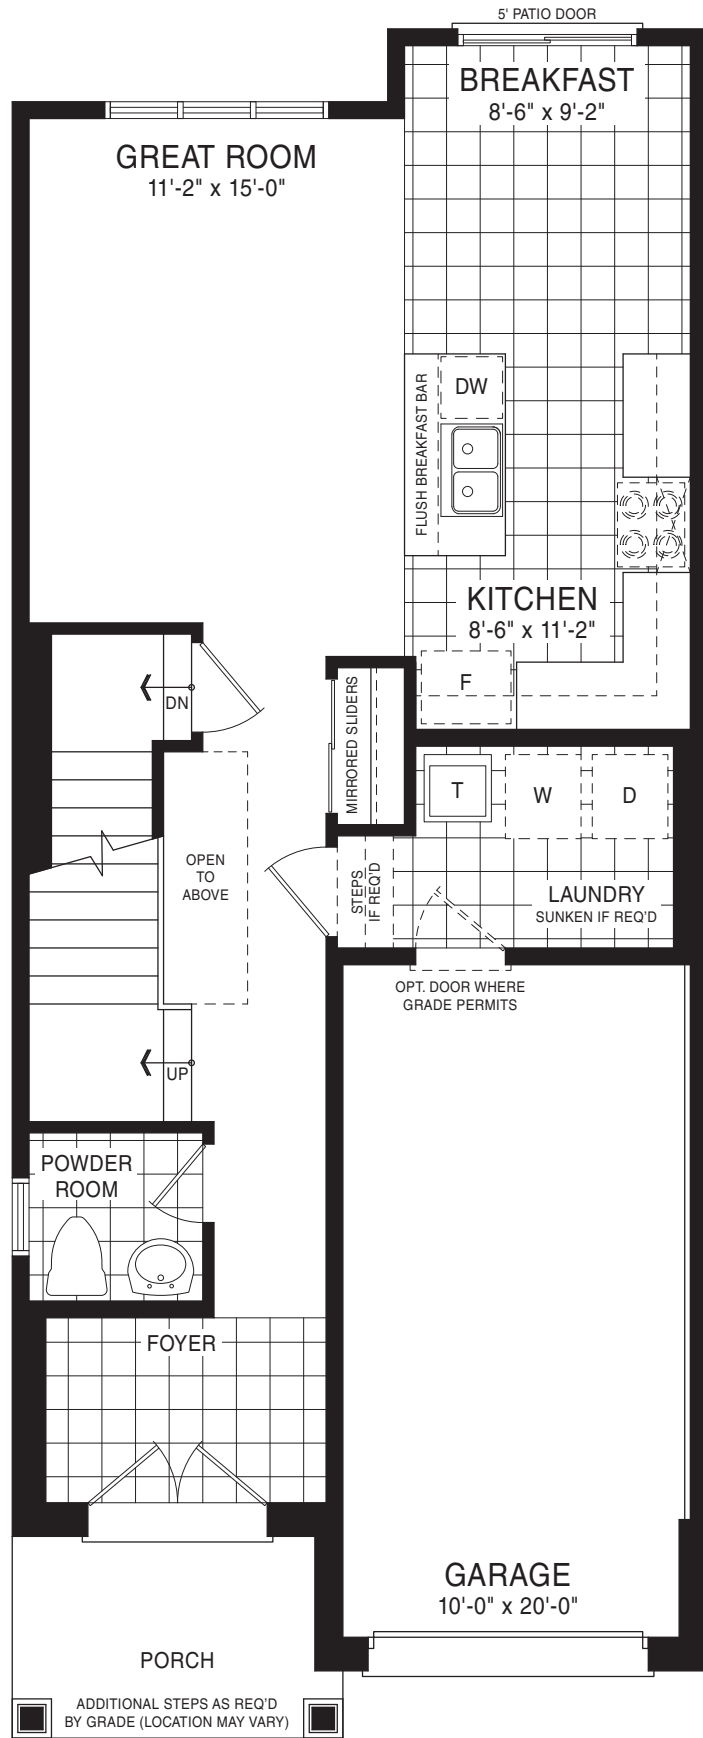 5' PATIO DOOR
BREAKFAST
8'-6" x 9'-2"
GREAT ROOM
11'-2" x 15'-0"
FLUSH BREAKFAST BAR
DW
KITCHEN
8'-6" x 11'-2"
F
DN
MIRRORED SLIDERS
T
W
D
OPEN
TO
ABOVE
STEPS
IF REQ'D
LAUNDRY
SUNKEN IF REQ'D
OPT. DOOR WHERE
GRADE PERMITS
UP
POWDER
ROOM
FOYER
GARAGE
10'-0" x 20'-0"
PORCH
ADDITIONAL STEPS AS REQ'D
BY GRADE (LOCATION MAY VARY)